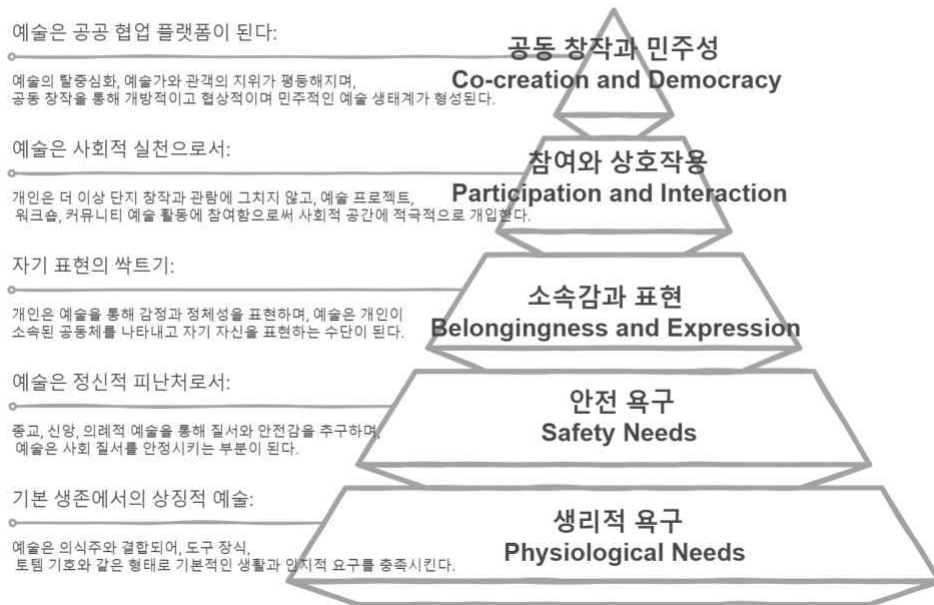 예술은 공공 협업 플랫폼이 된다:
예술의 탈중심화, 예술가와 관객의 지위가 평등해지며,
공동 창작을 통해 개방적이고 협상적이며 민주적인 예술 생태계가 형성된다.
공동 창작과 민주성
Co-creation and Democracy
예술은 사회적 실천으로서:
개인은 더 이상 단지 창작과 관람에 그치지 않고, 예술 프로젝트,
워크숍, 커뮤니티 예술 활동에 참여함으로써 사회적 공간에 적극적으로 개입한다.
참여와 상호작용
Participation and Interaction
자기 표현의 싹트기:
개인은 예술을 통해 감정과 정체성을 표현하며, 예술은 개인이
소속된 공동체를 나타내고 자기 자신을 표현하는 수단이 된다.
소속감과 표현
Belongingness and Expression
예술은 정신적 피난처로서:
종교, 신앙, 의례적 예술을 통해 질서와 안전감을 추구하며,
예술은 사회 질서를 안정시키는 부분이 된다.
안전 욕구
Safety Needs
기본 생존에서의 상징적 예술:
예술은 의식주와 결합되어, 도구 장식,
토템 기호와 같은 형태로 기본적인 생활과 인지적 요구를 충족시킨다.
생리적 욕구
Physiological Needs